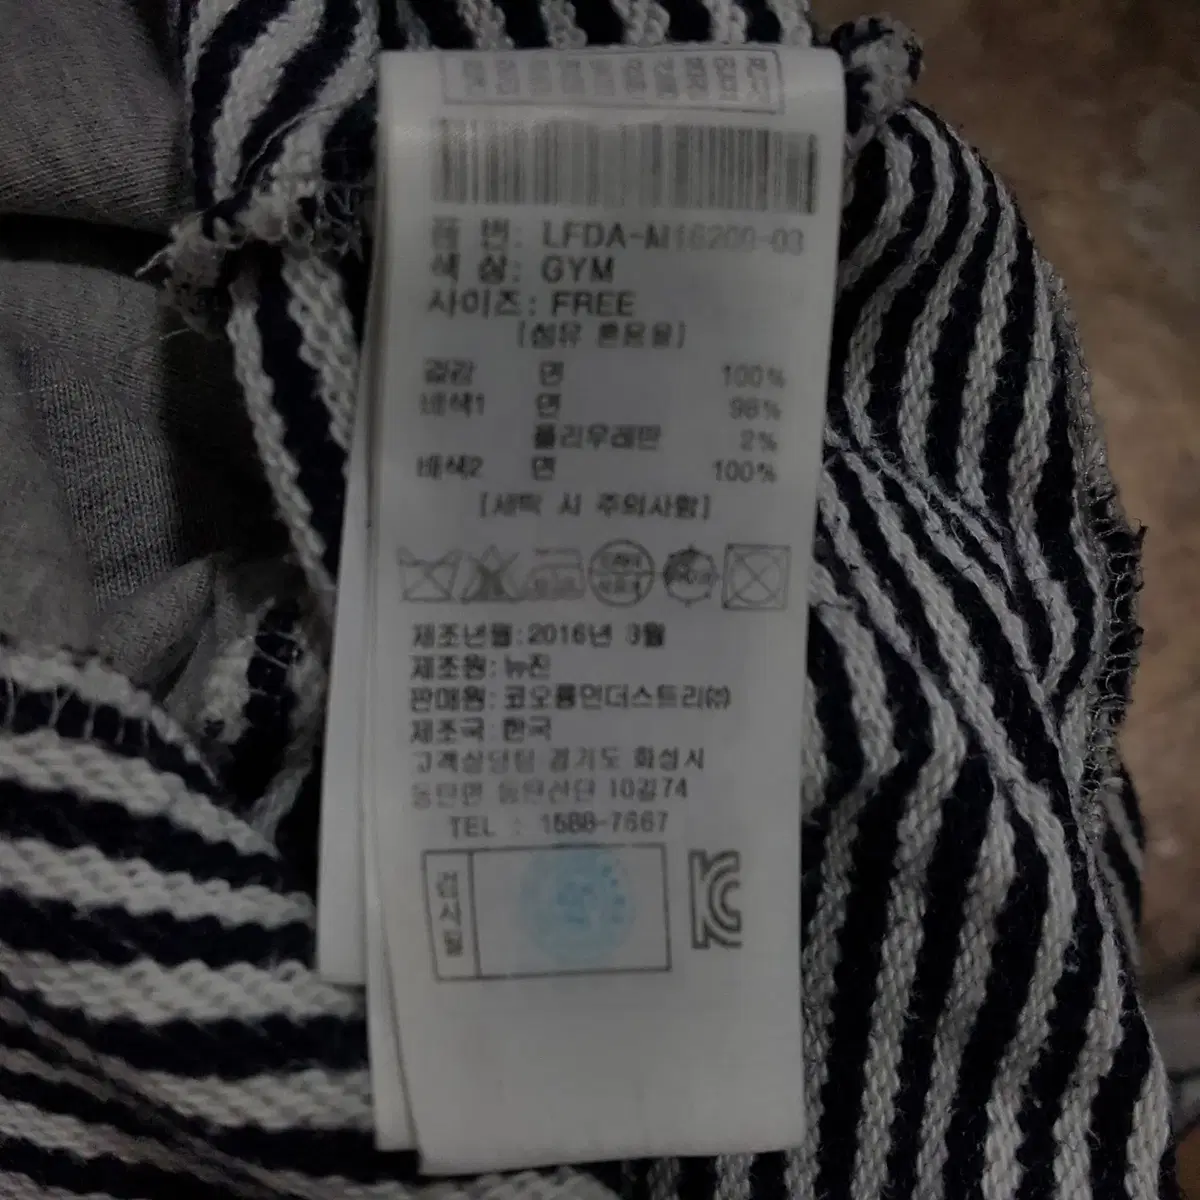 품 번: LFDA-M16200-03
색 상: GYM
사이즈: FREE
[섬유 혼용율]
겉감 면 100%
배색1 면 98%
폴리우레탄 2%
배색2 면 100%
[세탁 시 주의사항]
제조년월:2016년 3월
제조원: 뉴진
판매원: 코오롱인더스트리㈜
제조국: 한국
고객상담팀 경기도 화성시
동탄면 동탄산단 10길74
TEL : 1588-7667
검사필